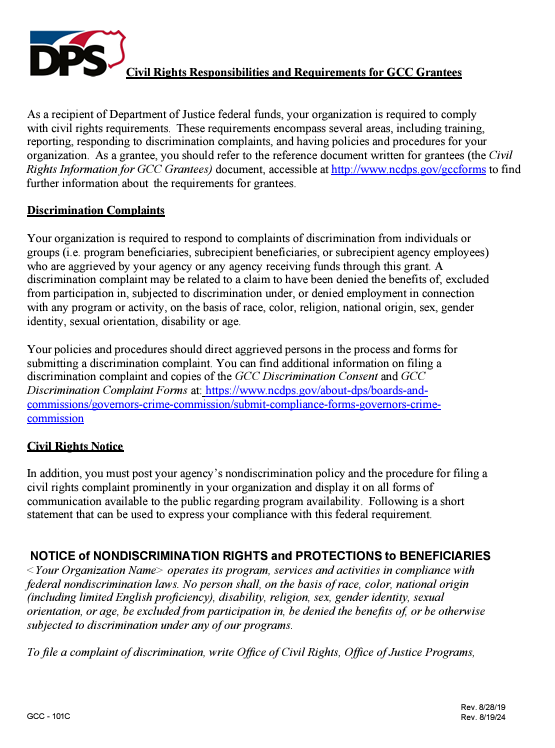 DPS
Civil Rights Responsibilities and Requirements for GCC Grantees
As a recipient of Department of Justice federal funds, your organization is required to comply
with civil rights requirements.  These requirements encompass several areas, including training,
reporting, responding to discrimination complaints, and having policies and procedures for your
organization.  As a grantee, you should refer to the reference document written for grantees (the Civil
Rights Information for GCC Grantees) document, accessible at http://www.ncdps.gov/gccforms to find
further information about  the requirements for grantees.
Discrimination Complaints
Your organization is required to respond to complaints of discrimination from individuals or
groups (i.e. program beneficiaries, subrecipient beneficiaries, or subrecipient agency employees)
who are aggrieved by your agency or any agency receiving funds through this grant. A
discrimination complaint may be related to a claim to have been denied the benefits of, excluded
from participation in, subjected to discrimination under, or denied employment in connection
with any program or activity, on the basis of race, color, religion, national origin, sex, gender
identity, sexual orientation, disability or age.
Your policies and procedures should direct aggrieved persons in the process and forms for
submitting a discrimination complaint. You can find additional information on filing a
discrimination complaint and copies of the GCC Discrimination Consent and GCC
Discrimination Complaint Forms at: https://www.ncdps.gov/about-dps/boards-and-
commissions/governors-crime-commission/submit-compliance-forms-governors-crime-
commission
Civil Rights Notice
In addition, you must post your agency’s nondiscrimination policy and the procedure for filing a
civil rights complaint prominently in your organization and display it on all forms of
communication available to the public regarding program availability.  Following is a short
statement that can be used to express your compliance with this federal requirement.
NOTICE of NONDISCRIMINATION RIGHTS and PROTECTIONS to BENEFICIARIES
<Your Organization Name> operates its program, services and activities in compliance with
federal nondiscrimination laws. No person shall, on the basis of race, color, national origin
(including limited English proficiency), disability, religion, sex, gender identity, sexual
orientation, or age, be excluded from participation in, be denied the benefits of, or be otherwise
subjected to discrimination under any of our programs.
To file a complaint of discrimination, write Office of Civil Rights, Office of Justice Programs,
GCC - 101C
Rev. 8/28/19
Rev. 8/19/24